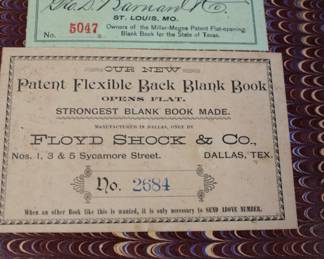 Geo. D. Barnard & Co.
ST. LOUIS, MO.
No. 5047
Owners of the Miller-Megee Patent Flat-opening
Blank Book for the State of Texas.
OUR NEW
Patent Flexible Back Blank Book
OPENS FLAT.
STRONGEST BLANK BOOK MADE.
MANUFACTURED IN DALLAS, ONLY BY
FLOYD SHOCK & CO.,
Nos. 1, 3 & 5 Sycamore Street. DALLAS, TEX.
No. 2684
When an other Book like this is wanted, it is only necessary to SEND ABOVE NUMBER.